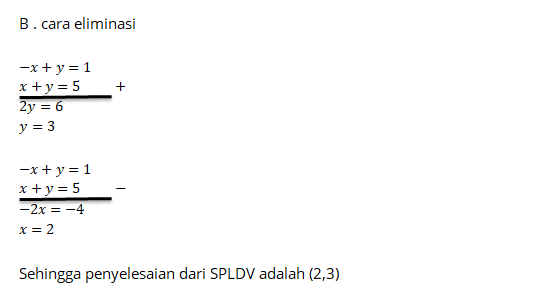 B . cara eliminasi
−x + y = 1
x + y = 5 +
2y = 6
y = 3
−x + y = 1
x + y = 5 −
−2x = −4
x = 2
Sehingga penyelesaian dari SPLDV adalah (2,3)